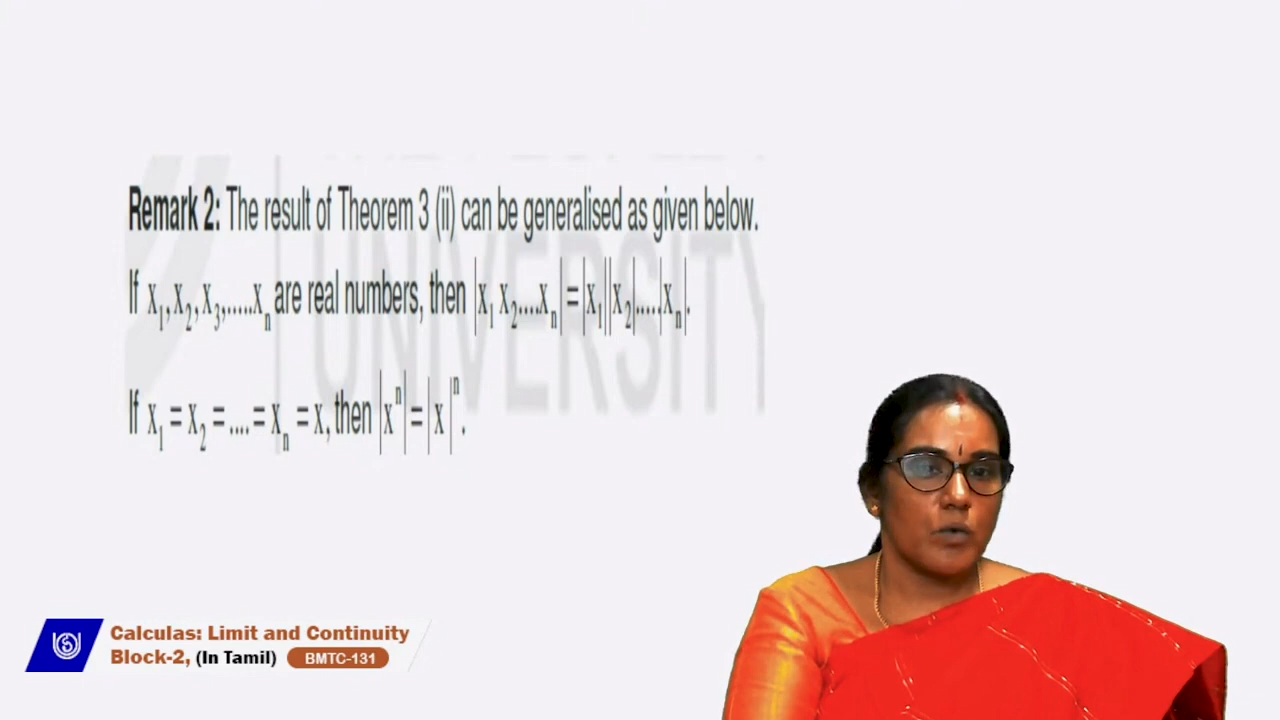 Remark 2: The result of Theorem 3 (ii) can be generalised as given below.
If x₁, x₂, x₃,.....xₙ are real numbers, then |x₁ x₂....xₙ| = |x₁||x₂|.....|xₙ|.
If x₁ = x₂ = .... = xₙ = x, then |xⁿ| = |x|ⁿ.
UNIVERSITY
Calculas: Limit and Continuity
Block-2, (In Tamil) BMTC-131